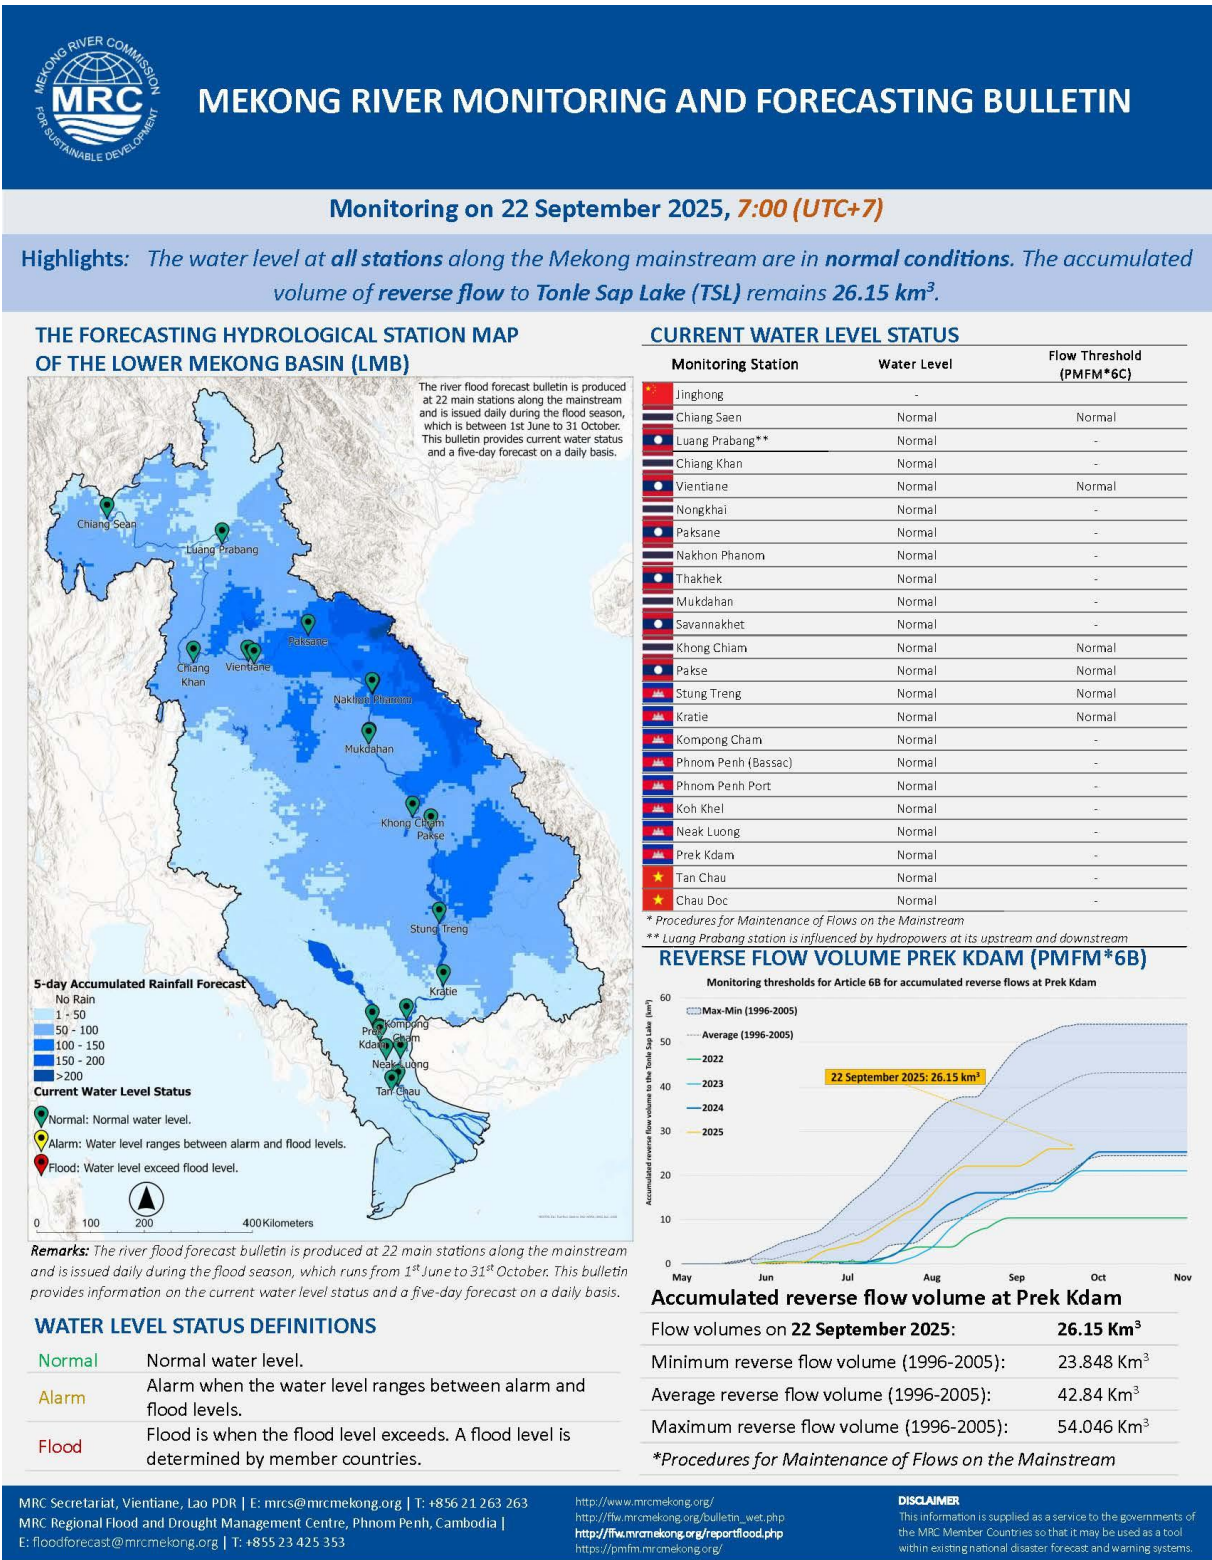 MEKONG RIVER COMMISSION
MRC
FOR SUSTAINABLE DEVELOPMENT
MEKONG RIVER MONITORING AND FORECASTING BULLETIN
Monitoring on 22 September 2025, 7:00 (UTC+7)
Highlights: The water level at all stations along the Mekong mainstream are in normal conditions. The accumulated
volume of reverse flow to Tonle Sap Lake (TSL) remains 26.15 km³.
THE FORECASTING HYDROLOGICAL STATION MAP
OF THE LOWER MEKONG BASIN (LMB)
The river flood forecast bulletin is produced
at 22 main stations along the mainstream
and is issued daily during the flood season,
which is between 1st June to 31 October.
This bulletin provides current water status
and a five-day forecast on a daily basis.
Chiang Sean
Luang Prabang
Paksane
Chiang
Khan
Vientiane
Nakhon Phanom
Mukdahan
Khong Chiam
Pakse
Stung Treng
Kratie
Kompong
Cham
Prek
Kdam
Neak Luong
Tan Chau
5-day Accumulated Rainfall Forecast
No Rain
1 - 50
50 - 100
100 - 150
150 - 200
>200
Current Water Level Status
Normal: Normal water level.
Alarm: Water level ranges between alarm and flood levels.
Flood: Water level exceed flood level.
0 100 200 400 Kilometers
Remarks: The river flood forecast bulletin is produced at 22 main stations along the mainstream
and is issued daily during the flood season, which runs from 1st June to 31st October. This bulletin
provides information on the current water level status and a five-day forecast on a daily basis.
WATER LEVEL STATUS DEFINITIONS
Normal Normal water level.
Alarm Alarm when the water level ranges between alarm and
flood levels.
Flood Flood is when the flood level exceeds. A flood level is
determined by member countries.
CURRENT WATER LEVEL STATUS
Monitoring Station Water Level Flow Threshold
(PMFM*6C)
Jinghong -
Chiang Saen Normal Normal
Luang Prabang** Normal -
Chiang Khan Normal -
Vientiane Normal Normal
Nongkhai Normal -
Paksane Normal -
Nakhon Phanom Normal -
Thakhek Normal -
Mukdahan Normal -
Savannakhet Normal -
Khong Chiam Normal Normal
Pakse Normal Normal
Stung Treng Normal Normal
Kratie Normal Normal
Kompong Cham Normal -
Phnom Penh (Bassac) Normal -
Phnom Penh Port Normal -
Koh Khel Normal -
Neak Luong Normal -
Prek Kdam Normal -
Tan Chau Normal -
Chau Doc Normal -
* Procedures for Maintenance of Flows on the Mainstream
** Luang Prabang station is influenced by hydropowers at its upstream and downstream
REVERSE FLOW VOLUME PREK KDAM (PMFM*6B)
Monitoring thresholds for Article 6B for accumulated reverse flows at Prek Kdam
Accumulated reverse flow volume to the Tonle Sap Lake (km³)
60
50
40
30
20
10
0
Max-Min (1996-2005)
Average (1996-2005)
2022
2023
2024
2025
22 September 2025: 26.15 km³
May Jun Jul Aug Sep Oct Nov
Accumulated reverse flow volume at Prek Kdam
Flow volumes on 22 September 2025: 26.15 Km³
Minimum reverse flow volume (1996-2005): 23.848 Km³
Average reverse flow volume (1996-2005): 42.84 Km³
Maximum reverse flow volume (1996-2005): 54.046 Km³
*Procedures for Maintenance of Flows on the Mainstream
MRC Secretariat, Vientiane, Lao PDR | E: mrcs@mrcmekong.org | T: +856 21 263 263
MRC Regional Flood and Drought Management Centre, Phnom Penh, Cambodia |
E: floodforecast@mrcmekong.org | T: +855 23 425 353
http://www.mrcmekong.org/
http://ffw.mrcmekong.org/bulletin_wet.php
http://ffw.mrcmekong.org/reportflood.php
https://pmfm.mrcmekong.org/
DISCLAIMER
This information is supplied as a service to the governments of
the MRC Member Countries so that it may be used as a tool
within existing national disaster forecast and warning systems.